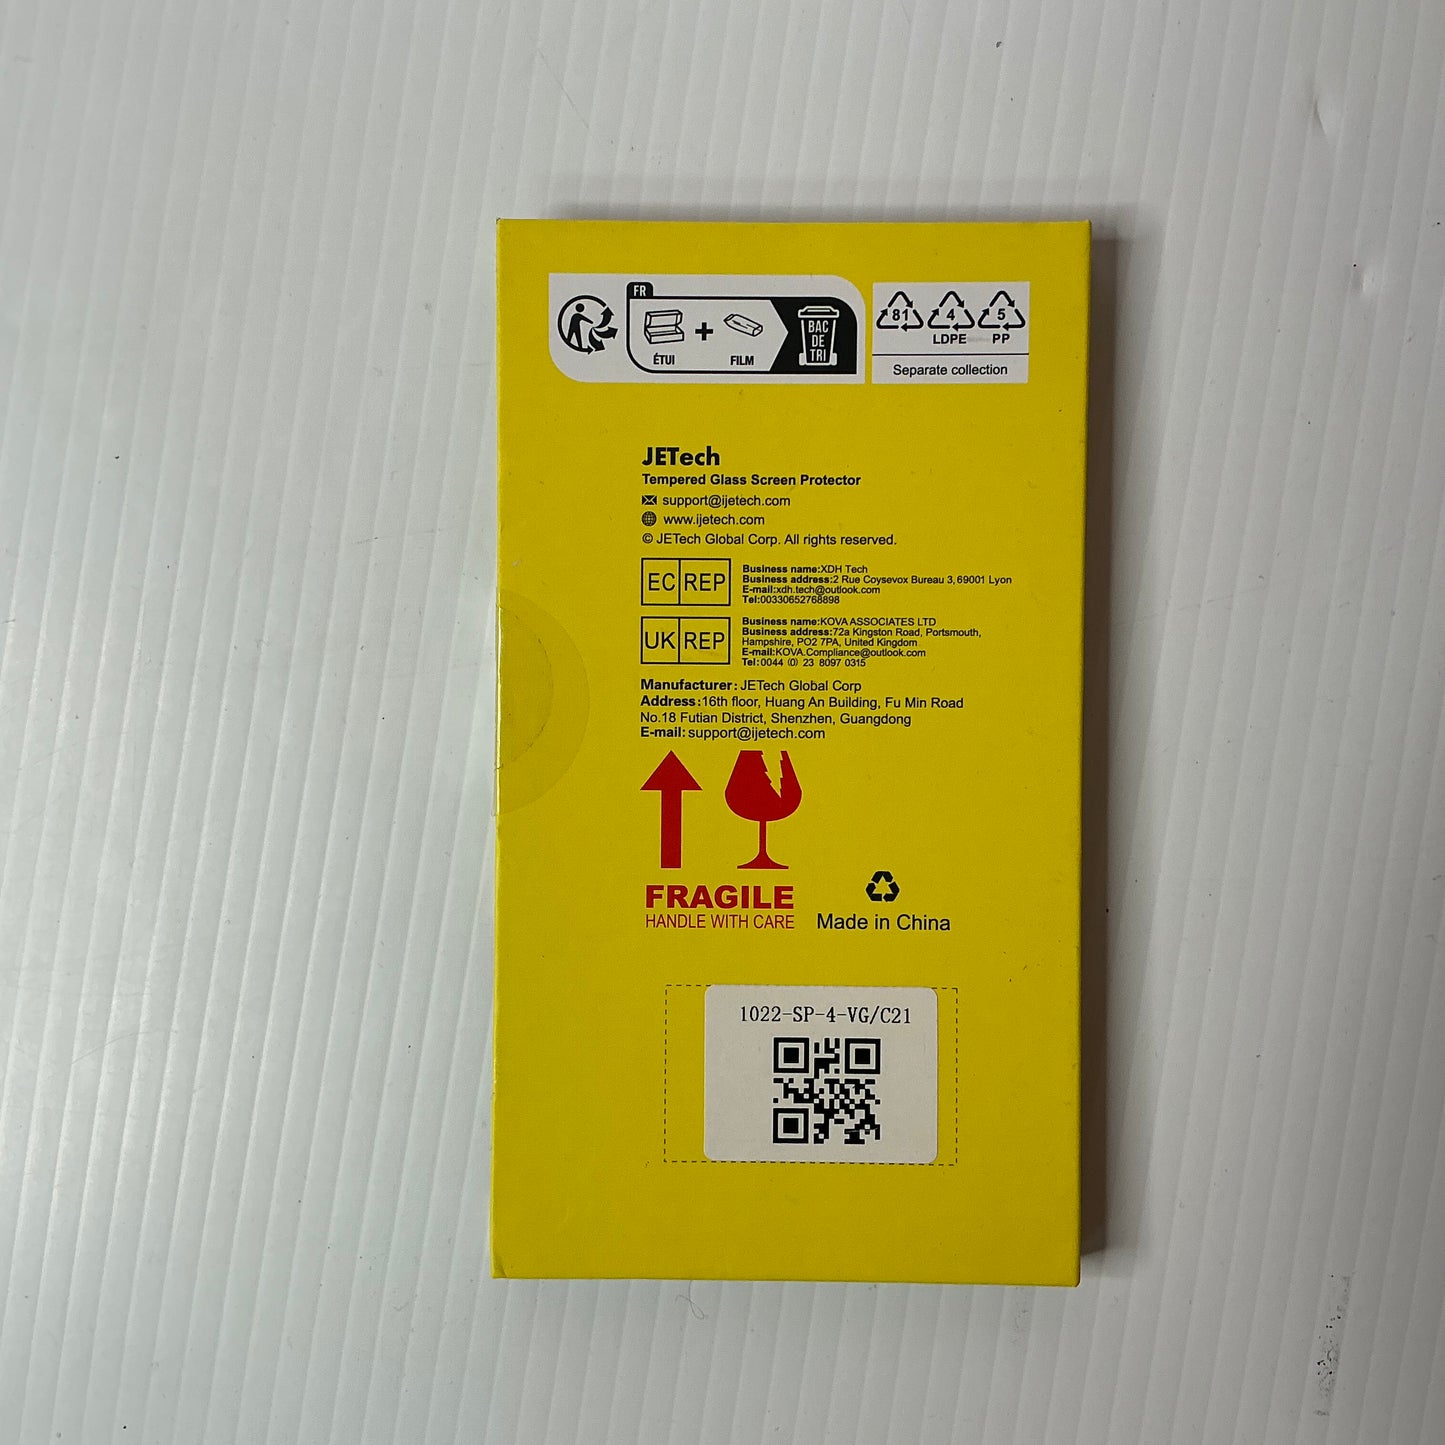 FR
ÉTUI + FILM
BAC
DE
TRI
81 4 5
LDPE PP
Separate collection
JETech
Tempered Glass Screen Protector
support@ijetech.com
www.ijetech.com
© JETech Global Corp. All rights reserved.
EC REP
Business name:XDH Tech
Business address:2 Rue Coysevox Bureau 3,69001 Lyon
E-mail:xdh.tech@outlook.com
Tel:00330652768898
UK REP
Business name:KOVA ASSOCIATES LTD
Business address:72a Kingston Road, Portsmouth,
Hampshire, PO2 7PA, United Kingdom
E-mail:KOVA.Compliance@outlook.com
Tel:0044 (0) 23 8097 0315
Manufacturer: JETech Global Corp
Address:16th floor, Huang An Building, Fu Min Road
No.18 Futian District, Shenzhen, Guangdong
E-mail: support@ijetech.com
FRAGILE
HANDLE WITH CARE
Made in China
1022-SP-4-VG/C21